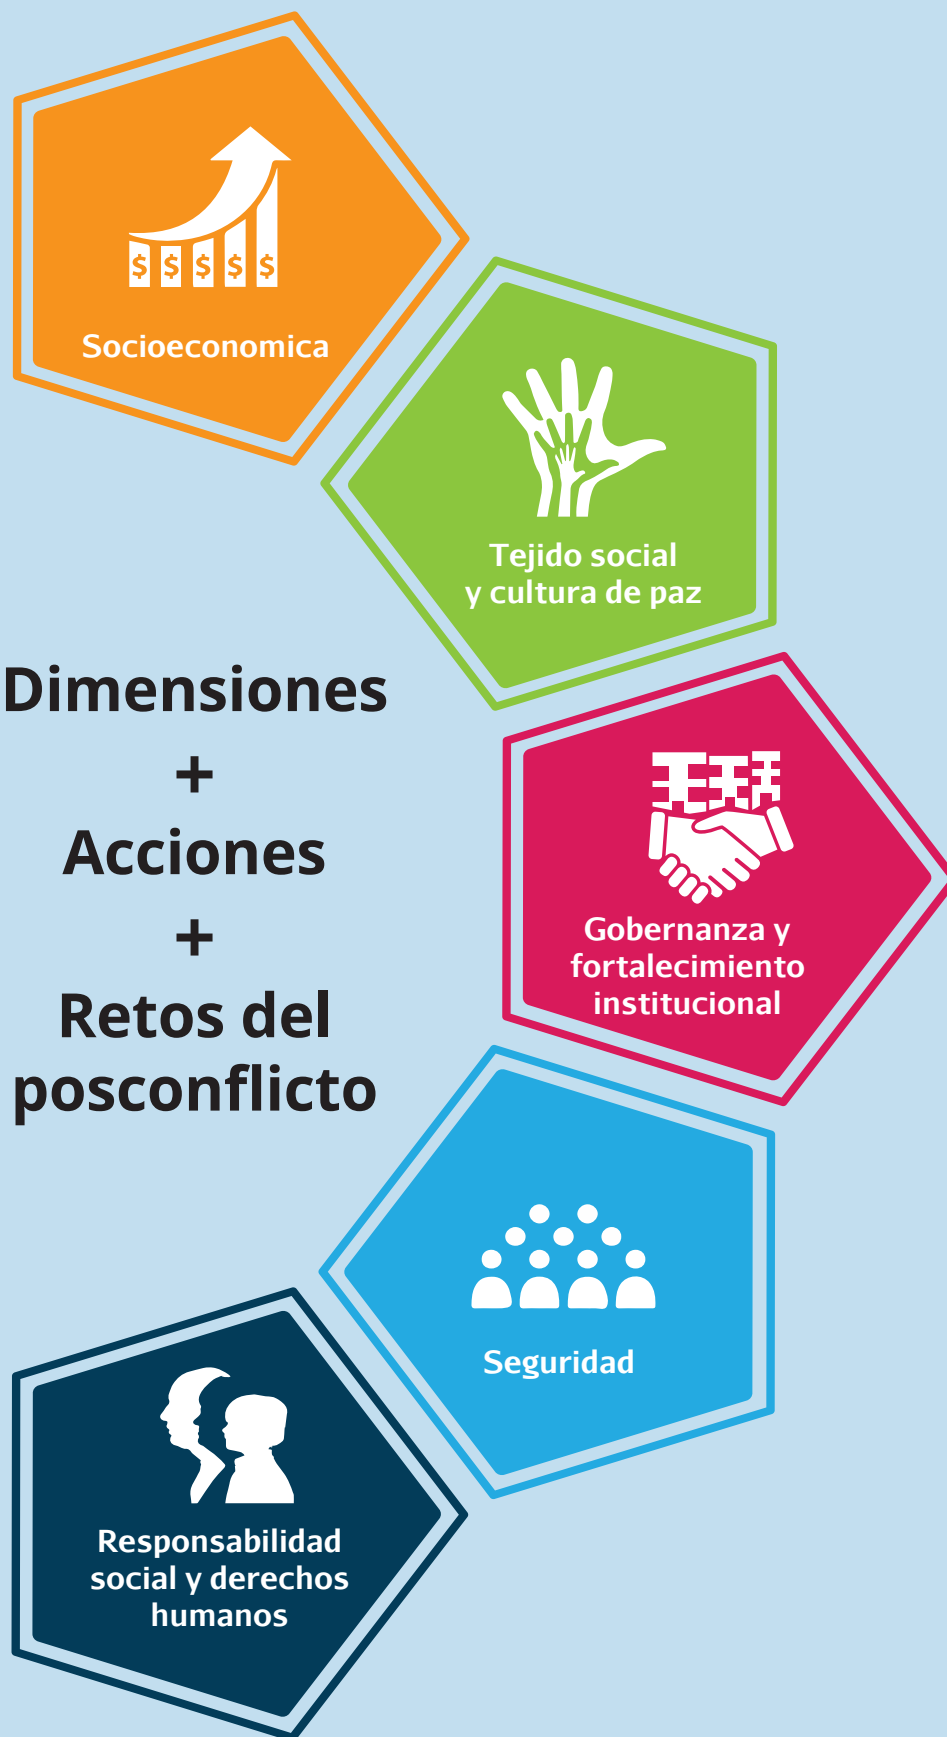 $ $ $ $ $
Socioeconomica
Tejido social
y cultura de paz
Dimensiones
+
Acciones
+
Retos del
posconflicto
Gobernanza y
fortalecimiento
institucional
Seguridad
Responsabilidad
social y derechos
humanos